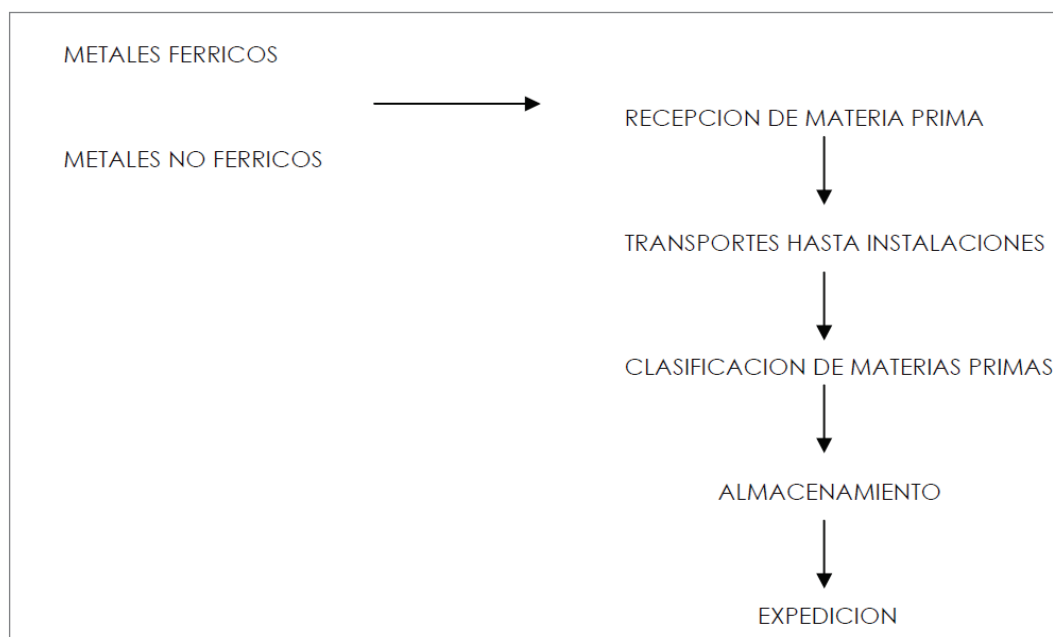 METALES FERRICOS
METALES NO FERRICOS
RECEPCION DE MATERIA PRIMA
TRANSPORTES HASTA INSTALACIONES
CLASIFICACION DE MATERIAS PRIMAS
ALMACENAMIENTO
EXPEDICION